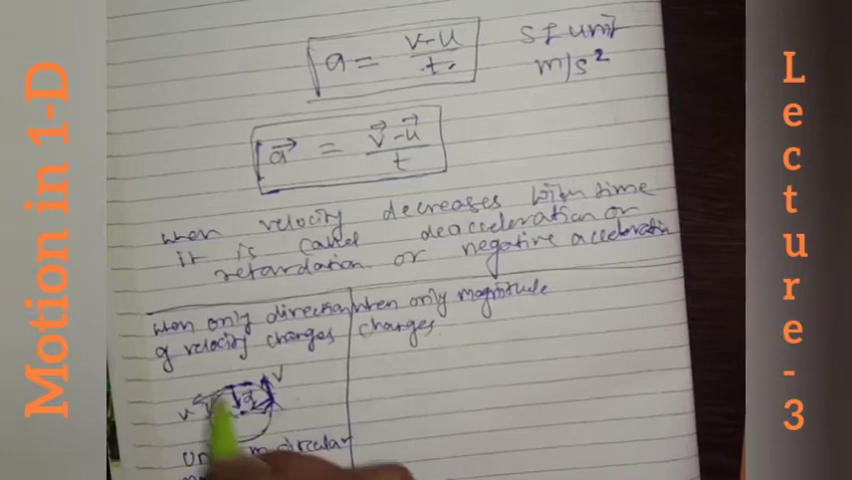 Motion in 1-D
a = v-u / t
SI unit
m/s²
a⃗ = v⃗ - u⃗ / t
when velocity decreases with time
it is called deacceleration or
retardation or negative acceleration
when only direction
of velocity changes
when only magnitude
changes
v
v
circular
Lecture-3